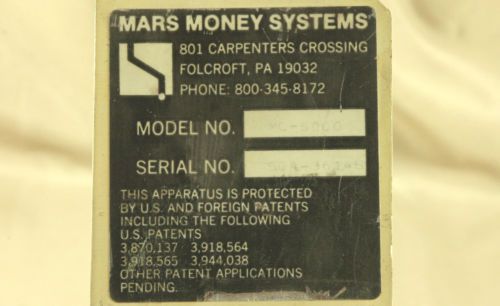 MARS MONEY SYSTEMS
801 CARPENTERS CROSSING
FOLCROFT, PA 19032
PHONE: 800-345-8172
MODEL NO.
SERIAL NO.
THIS APPARATUS IS PROTECTED
BY U.S. AND FOREIGN PATENTS
INCLUDING THE FOLLOWING
U.S. PATENTS
3,870,137 3,918,564
3,918,565 3,944,038
OTHER PATENT APPLICATIONS
PENDING.